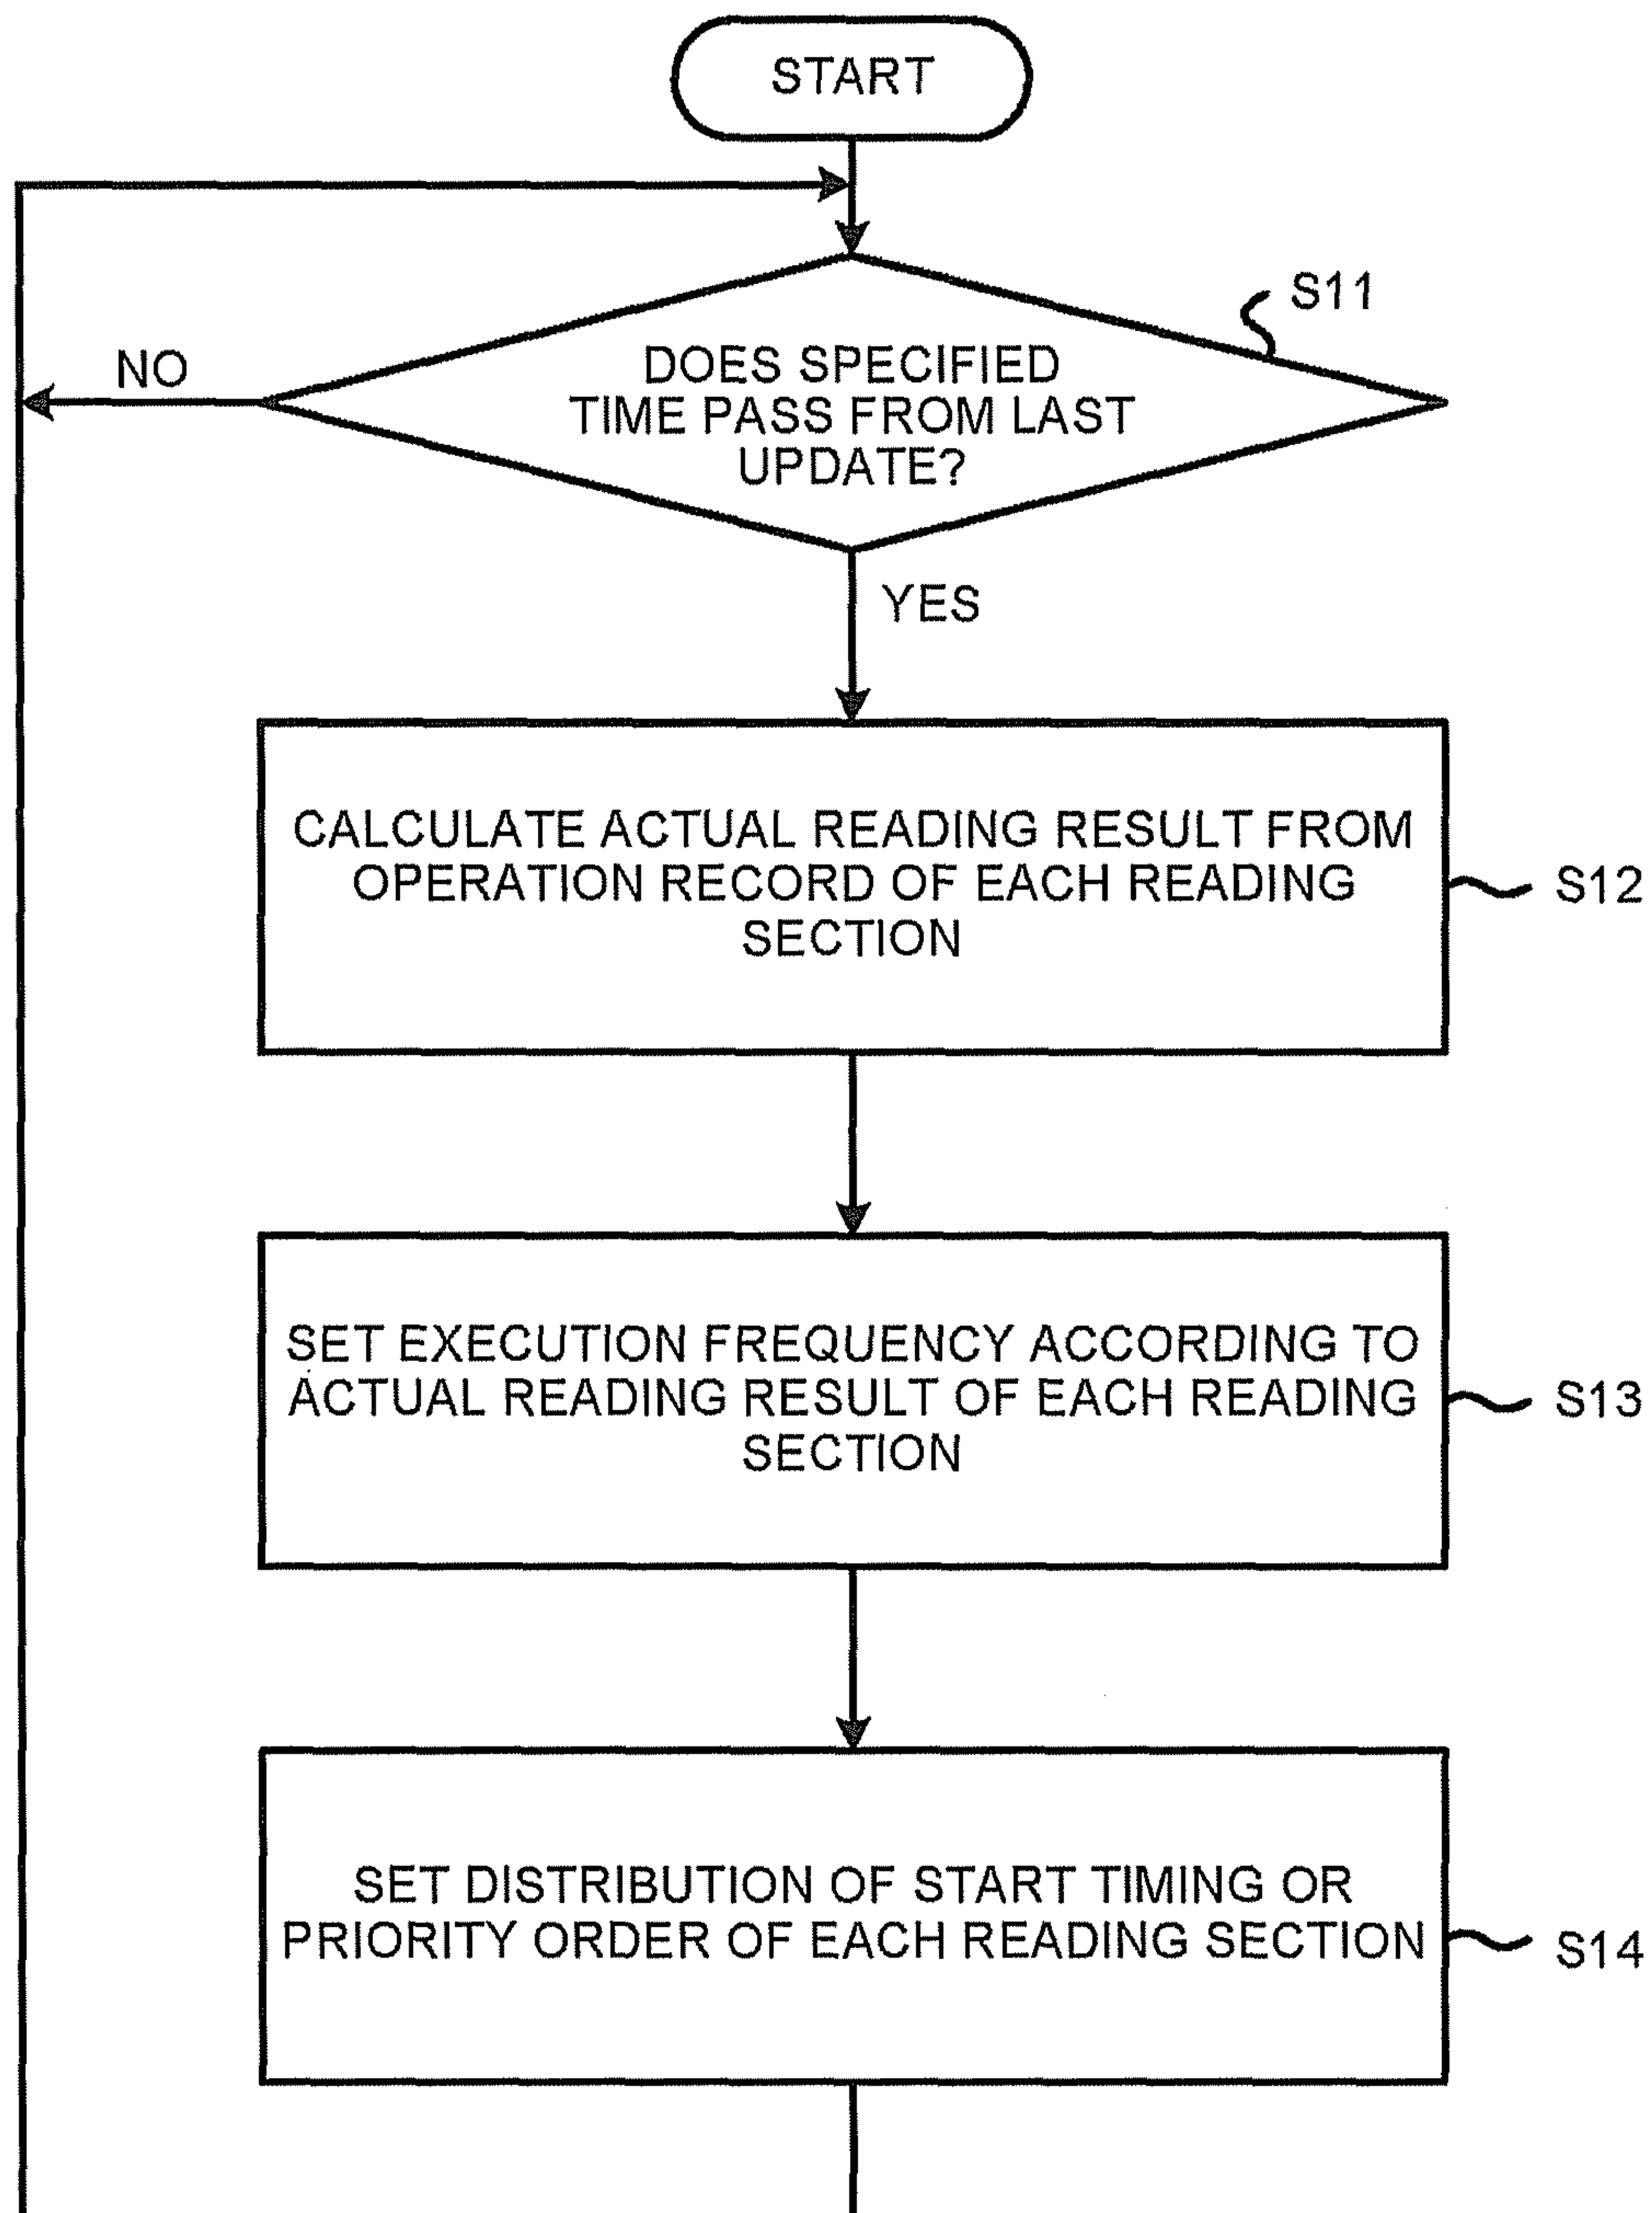 START
S11
DOES SPECIFIED
TIME PASS FROM LAST
UPDATE?
NO
YES
CALCULATE ACTUAL READING RESULT FROM
OPERATION RECORD OF EACH READING
SECTION
S12
SET EXECUTION FREQUENCY ACCORDING TO
ACTUAL READING RESULT OF EACH READING
SECTION
S13
SET DISTRIBUTION OF START TIMING OR
PRIORITY ORDER OF EACH READING SECTION
S14